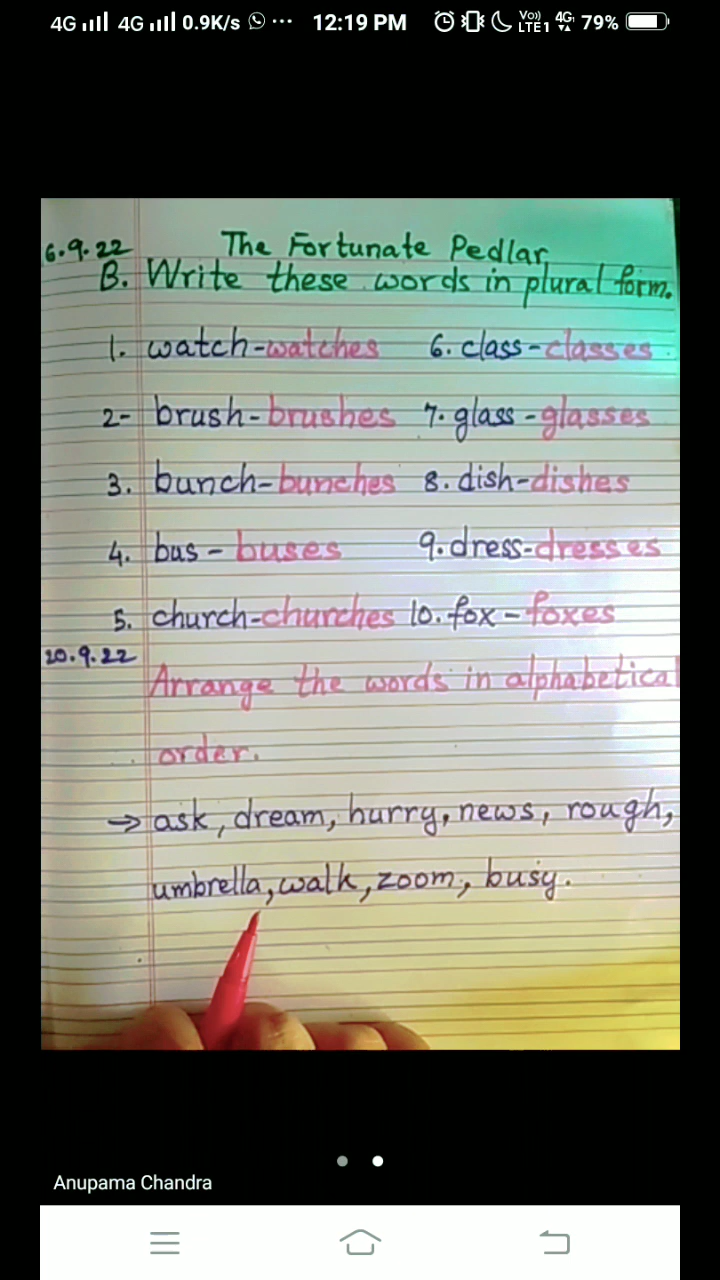 4G 4G 0.9K/s ... 12:19 PM Vo)) LTE1 4G 79%
6.9.22 The Fortunate Pedlar
B. Write these words in plural form.
1. watch-watches 6. class-classes
2- brush-brushes 7. glass-glasses
3. bunch-bunches 8. dish-dishes
4. bus-buses 9. dress-dresses
5. church-churches 10. fox-foxes
20.9.22
Arrange the words in alphabetical
order.
→ ask, dream, hurry, news, rough,
umbrella, walk, zoom, busy.
Anupama Chandra